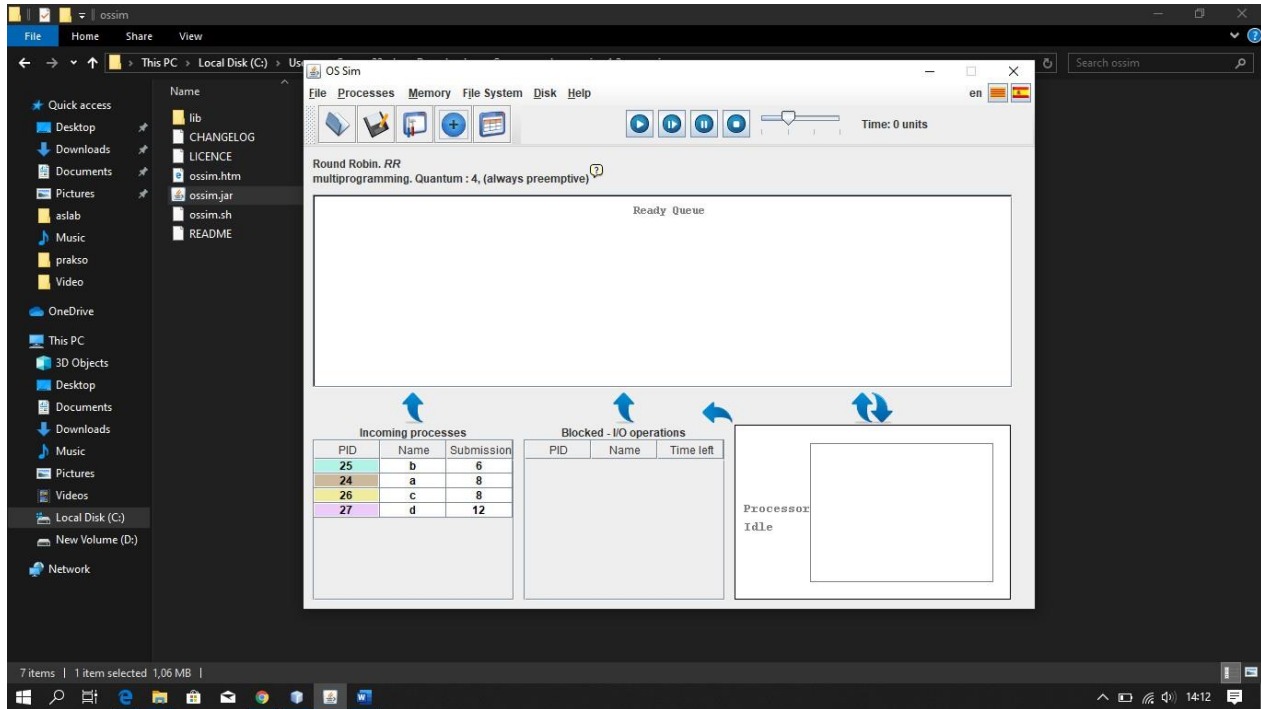 ossim
File Home Share View
This PC › Local Disk (C:) ›
Search ossim
Quick access
Desktop
Downloads
Documents
Pictures
aslab
Music
prakso
Video
OneDrive
This PC
3D Objects
Desktop
Documents
Downloads
Music
Pictures
Videos
Local Disk (C:)
New Volume (D:)
Network
Name
lib
CHANGELOG
LICENCE
ossim.htm
ossim.jar
ossim.sh
README
OS Sim
File Processes Memory File System Disk Help
en
Time: 0 units
Round Robin. RR
multiprogramming. Quantum : 4, (always preemptive)
?
Ready Queue
Incoming processes
PID Name Submission
25 b 6
24 a 8
26 c 8
27 d 12
Blocked - I/O operations
PID Name Time left
Processor
Idle
7 items | 1 item selected 1,06 MB |
14:12